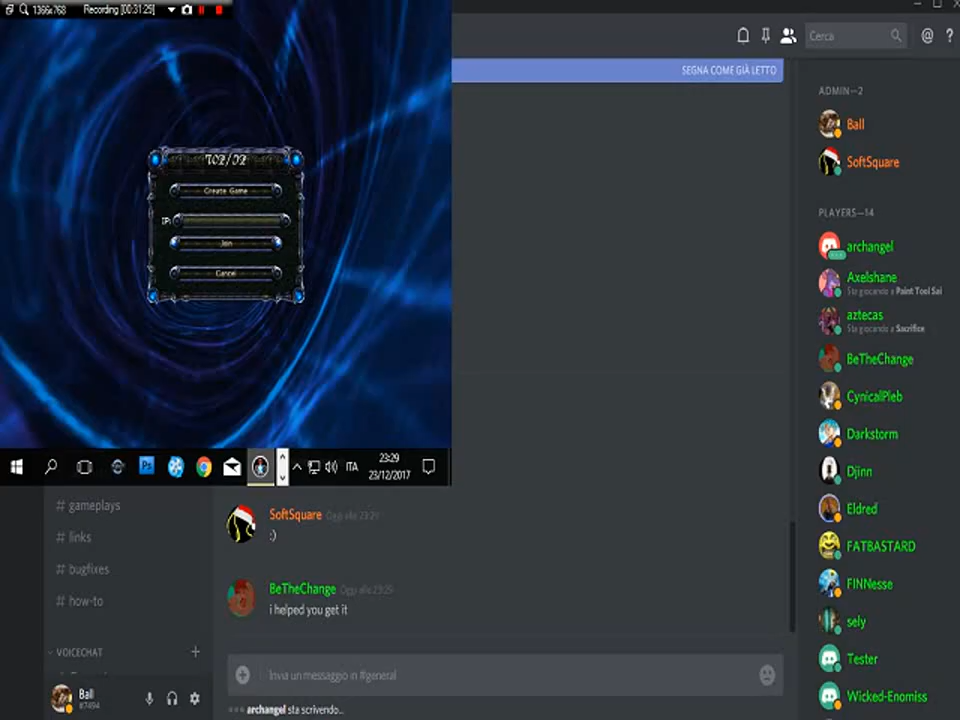 1366x768 Recording [00:31:25]
TCP/IP
Create Game
IP:
Join
Cancel
ITA
23:29
23/12/2017
Cerca
SEGNA COME GIÀ LETTO
ADMIN—2
Ball
SoftSquare
PLAYERS—14
archangel
Axelshane
Sta giocando a Paint Tool Sai
aztecas
Sta giocando a Sacrifice
BeTheChange
CynicalPleb
Darkstorm
Djinn
Eldred
FATBASTARD
FINNesse
sely
Tester
Wicked-Enomiss
# gameplays
# links
# bugfixes
# how-to
VOICECHAT
Ball
#7494
SoftSquare Oggi alle 23:29
:)
BeTheChange Oggi alle 23:29
i helped you get it
Invia un messaggio in #general
archangel sta scrivendo...